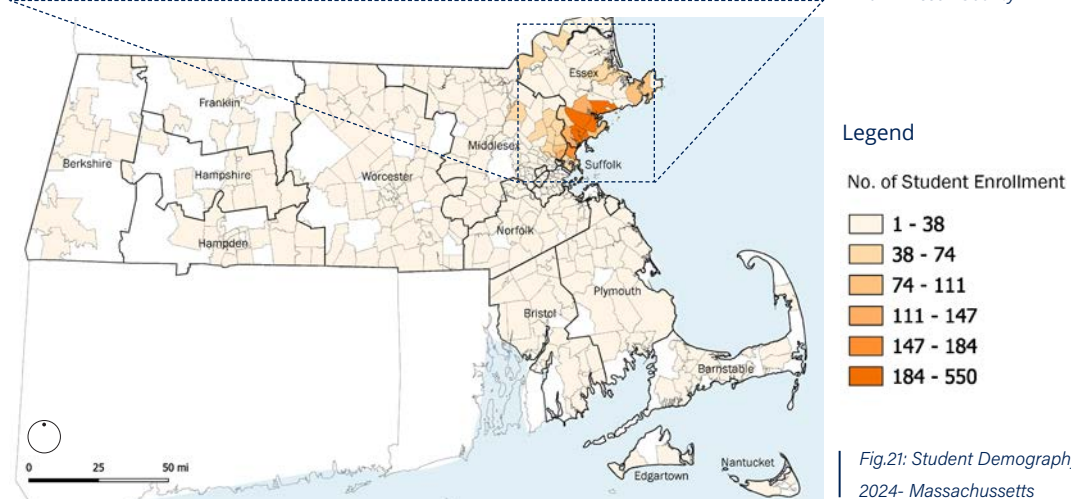 Essex
Franklin
Middlesex
Berkshire
Suffolk
Hampshire
Worcester
Norfolk
Hampden
Plymouth
Bristol
Barnstable
Edgartown
Nantucket
0 25 50 mi
Legend
No. of Student Enrollment
1 - 38
38 - 74
74 - 111
111 - 147
147 - 184
184 - 550
Fig.21: Student Demography
2024- Massachussetts